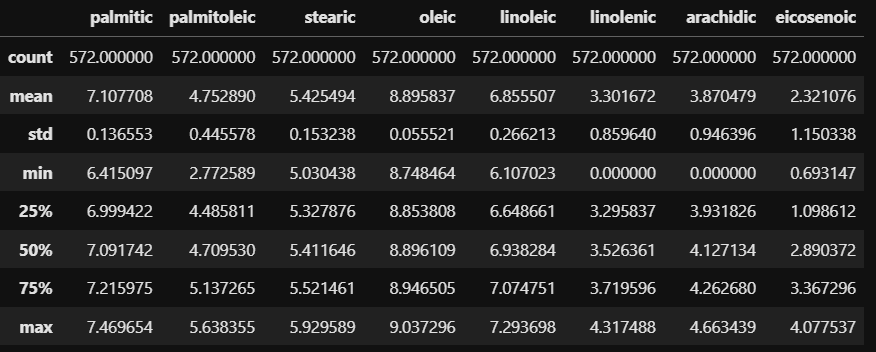 palmitic palmitoleic stearic oleic linoleic linolenic arachidic eicosenoic
count 572.000000 572.000000 572.000000 572.000000 572.000000 572.000000 572.000000 572.000000
mean 7.107708 4.752890 5.425494 8.895837 6.855507 3.301672 3.870479 2.321076
std 0.136553 0.445578 0.153238 0.055521 0.266213 0.859640 0.946396 1.150338
min 6.415097 2.772589 5.030438 8.748464 6.107023 0.000000 0.000000 0.693147
25% 6.999422 4.485811 5.327876 8.853808 6.648661 3.295837 3.931826 1.098612
50% 7.091742 4.709530 5.411646 8.896109 6.938284 3.526361 4.127134 2.890372
75% 7.215975 5.137265 5.521461 8.946505 7.074751 3.719596 4.262680 3.367296
max 7.469654 5.638355 5.929589 9.037296 7.293698 4.317488 4.663439 4.077537